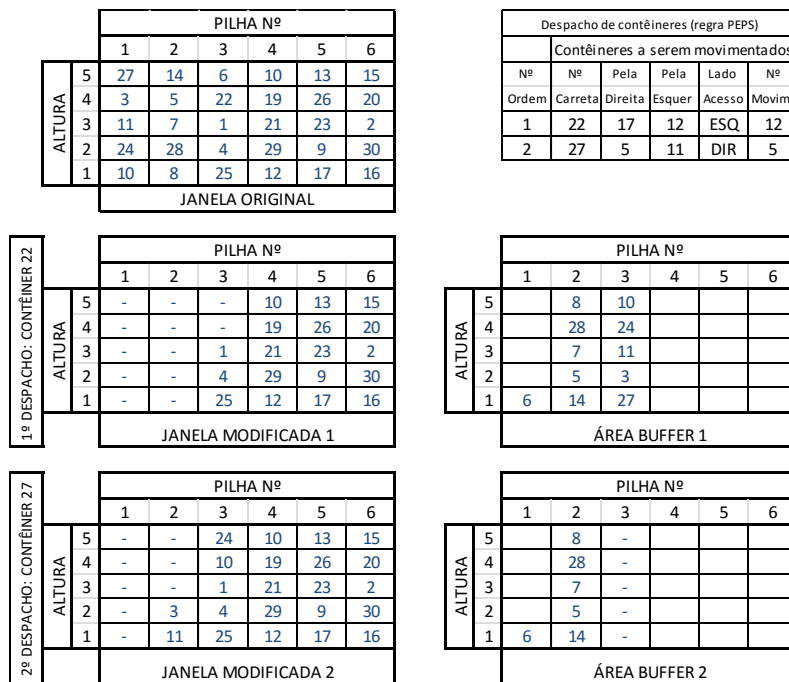 PILHA Nº
1 2 3 4 5 6
ALTURA
5 27 14 6 10 13 15
4 3 5 22 19 26 20
3 11 7 1 21 23 2
2 24 28 4 29 9 30
1 10 8 25 12 17 16
JANELA ORIGINAL
Despacho de contêineres (regra PEPS)
Contêineres a serem movimentados
Nº Nº Pela Pela Lado Nº
Ordem Carreta Direita Esquer Acesso Movim
1 22 17 12 ESQ 12
2 27 5 11 DIR 5
1º DESPACHO: CONTÊINER 22
PILHA Nº
1 2 3 4 5 6
ALTURA
5 - - - 10 13 15
4 - - - 19 26 20
3 - - 1 21 23 2
2 - - 4 29 9 30
1 - - 25 12 17 16
JANELA MODIFICADA 1
PILHA Nº
1 2 3 4 5 6
ALTURA
5 8 10
4 28 24
3 7 11
2 5 3
1 6 14 27
ÁREA BUFFER 1
2º DESPACHO: CONTÊINER 27
PILHA Nº
1 2 3 4 5 6
ALTURA
5 - - 24 10 13 15
4 - - 10 19 26 20
3 - - 1 21 23 2
2 - 3 4 29 9 30
1 - 11 25 12 17 16
JANELA MODIFICADA 2
PILHA Nº
1 2 3 4 5 6
ALTURA
5 8 -
4 28 -
3 7 -
2 5 -
1 6 14 -
ÁREA BUFFER 2